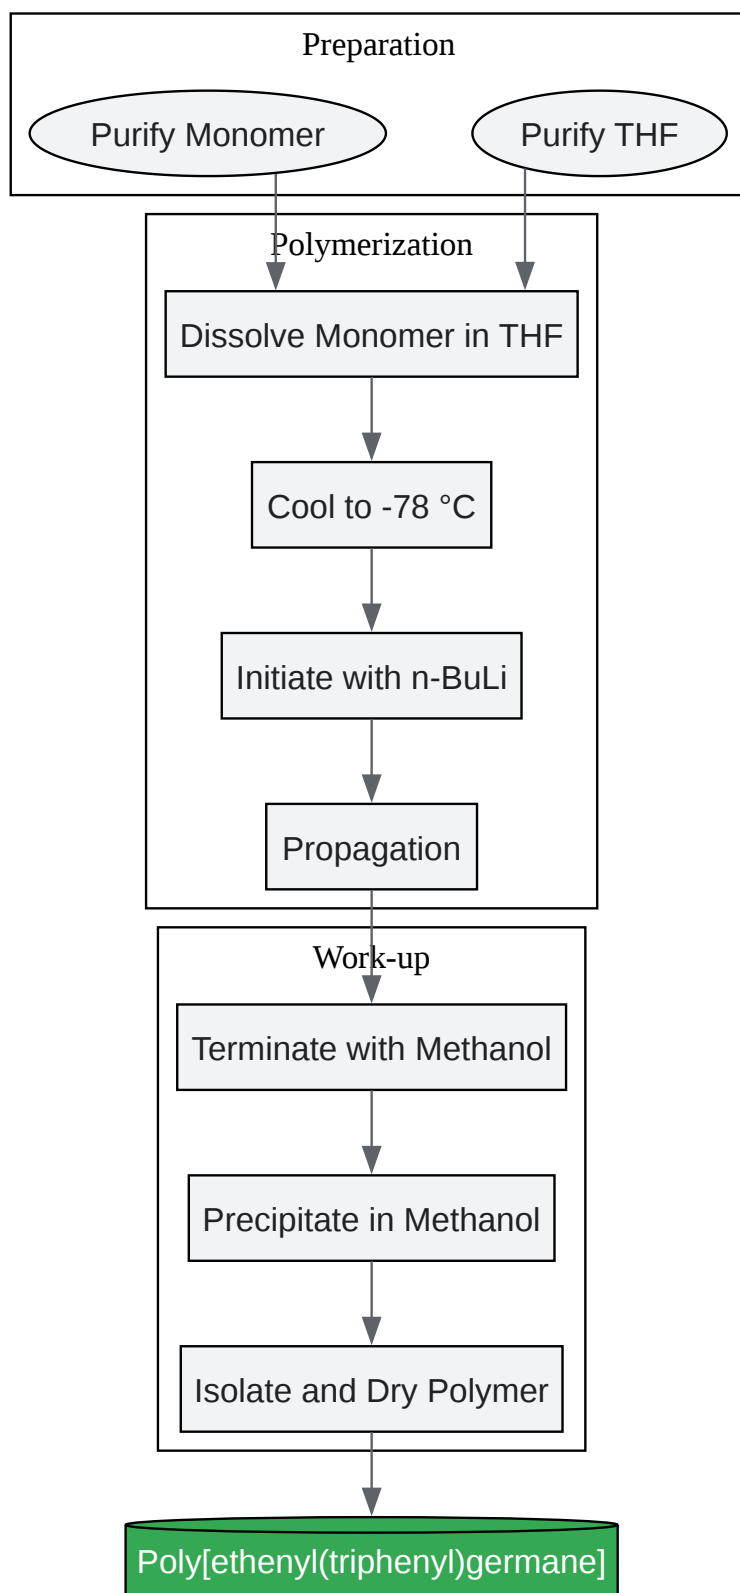 Preparation
Purify Monomer
Purify THF
Polymerization
Dissolve Monomer in THF
Cool to -78 °C
Initiate with n-BuLi
Propagation
Work-up
Terminate with Methanol
Precipitate in Methanol
Isolate and Dry Polymer
Poly[ethenyl(triphenyl)germane]